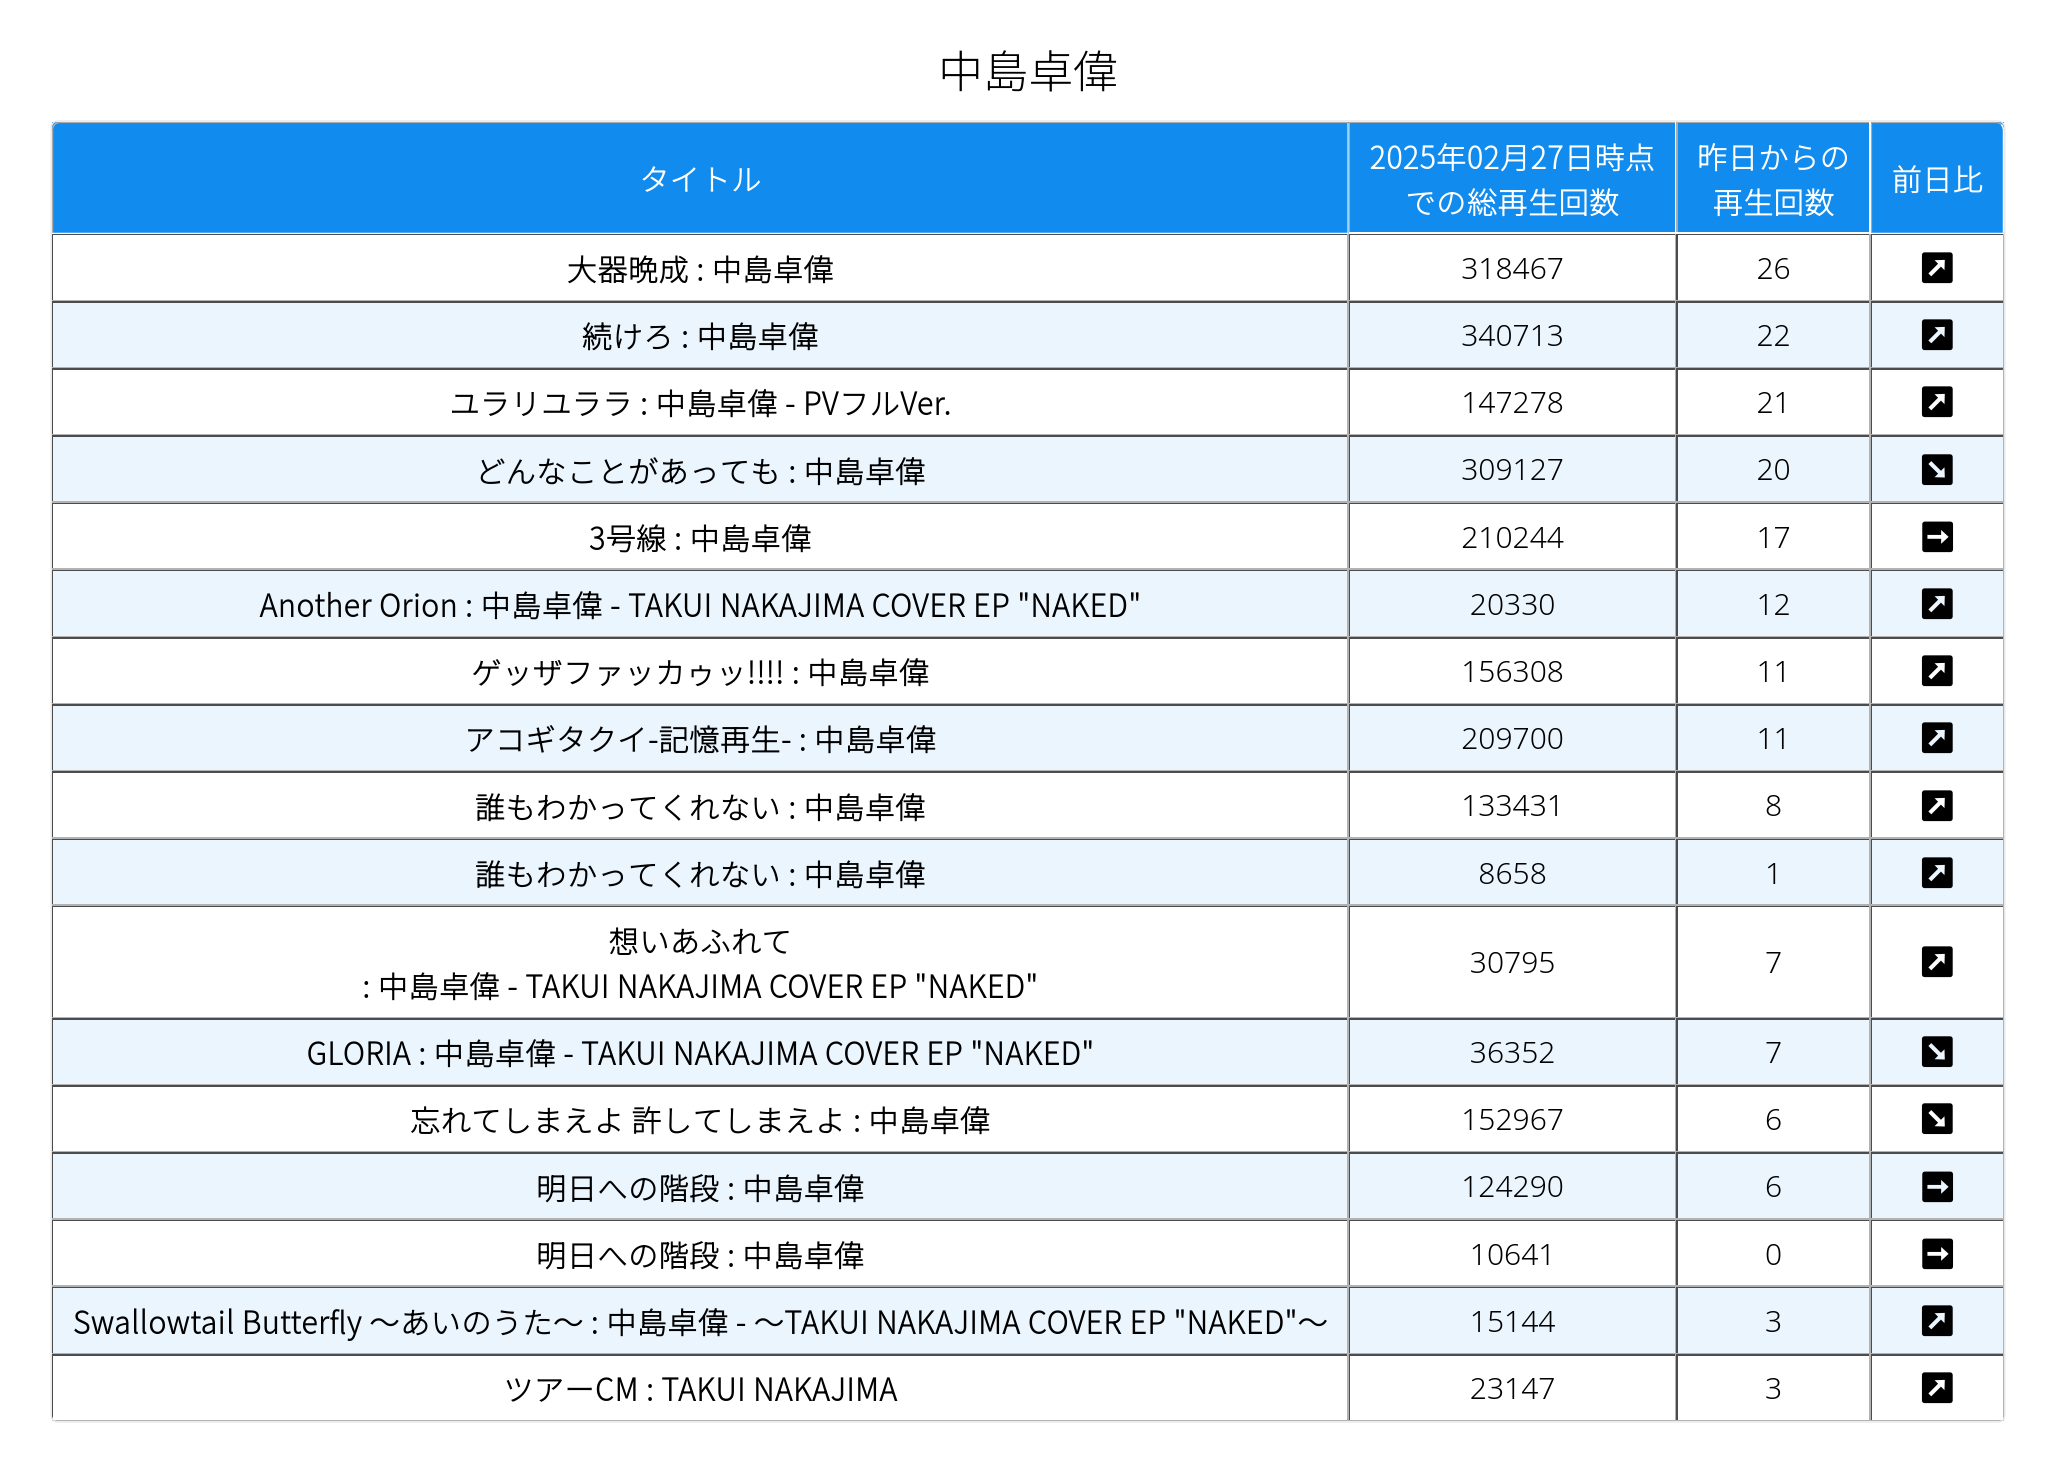 中島卓偉
タイトル 2025年02月27日時点 での総再生回数 昨日からの 再生回数 前日比
大器晩成 : 中島卓偉 318467 26
続けろ : 中島卓偉 340713 22
ユラリユララ : 中島卓偉 - PVフルVer. 147278 21
どんなことがあっても : 中島卓偉 309127 20
3号線 : 中島卓偉 210244 17
Another Orion : 中島卓偉 - TAKUI NAKAJIMA COVER EP "NAKED" 20330 12
ゲッザファッカゥッ!!!! : 中島卓偉 156308 11
アコギタクイ-記憶再生- : 中島卓偉 209700 11
誰もわかってくれない : 中島卓偉 133431 8
誰もわかってくれない : 中島卓偉 8658 1
想いあふれて
: 中島卓偉 - TAKUI NAKAJIMA COVER EP "NAKED" 30795 7
GLORIA : 中島卓偉 - TAKUI NAKAJIMA COVER EP "NAKED" 36352 7
忘れてしまえよ 許してしまえよ : 中島卓偉 152967 6
明日への階段 : 中島卓偉 124290 6
明日への階段 : 中島卓偉 10641 0
Swallowtail Butterfly ～あいのうた～ : 中島卓偉 - ～TAKUI NAKAJIMA COVER EP "NAKED"～ 15144 3
ツアーCM : TAKUI NAKAJIMA 23147 3